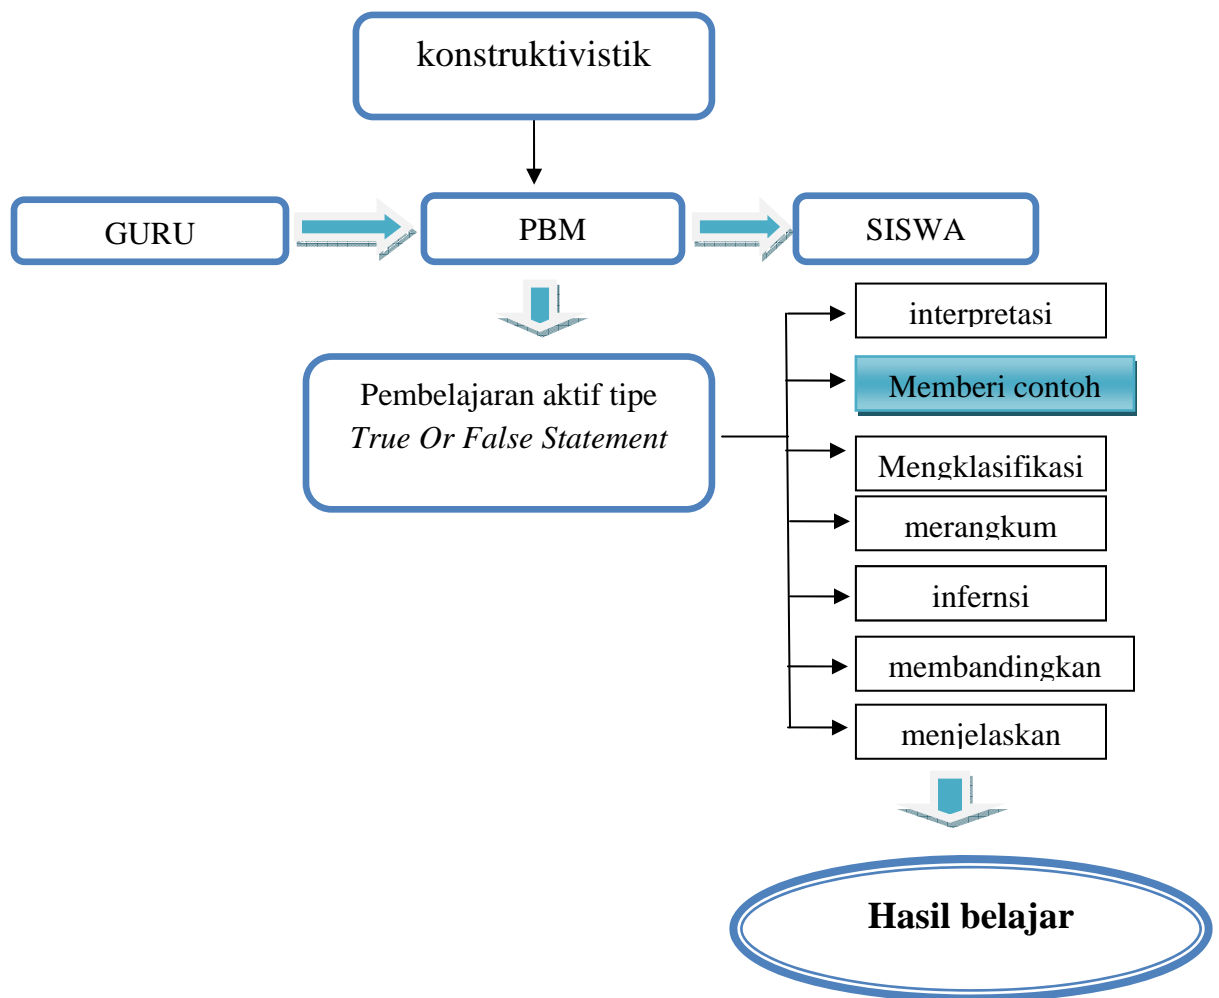 konstruktivistik
GURU
PBM
SISWA
Pembelajaran aktif tipe
True Or False Statement
interpretasi
Memberi contoh
Mengklasifikasi
merangkum
infernsi
membandingkan
menjelaskan
Hasil belajar